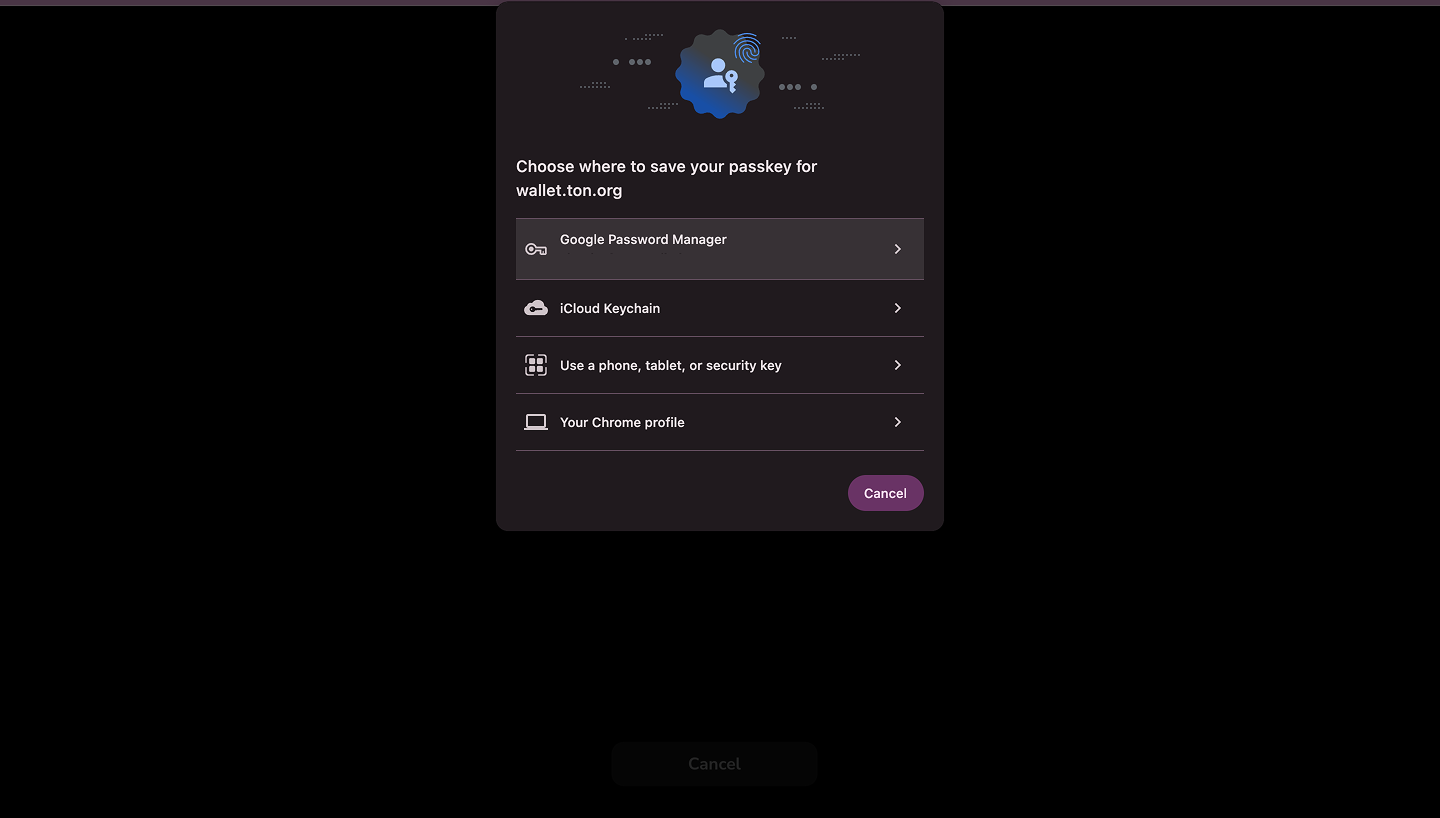 Choose where to save your passkey for
wallet.ton.org
Google Password Manager
iCloud Keychain
Use a phone, tablet, or security key
Your Chrome profile
Cancel
Cancel